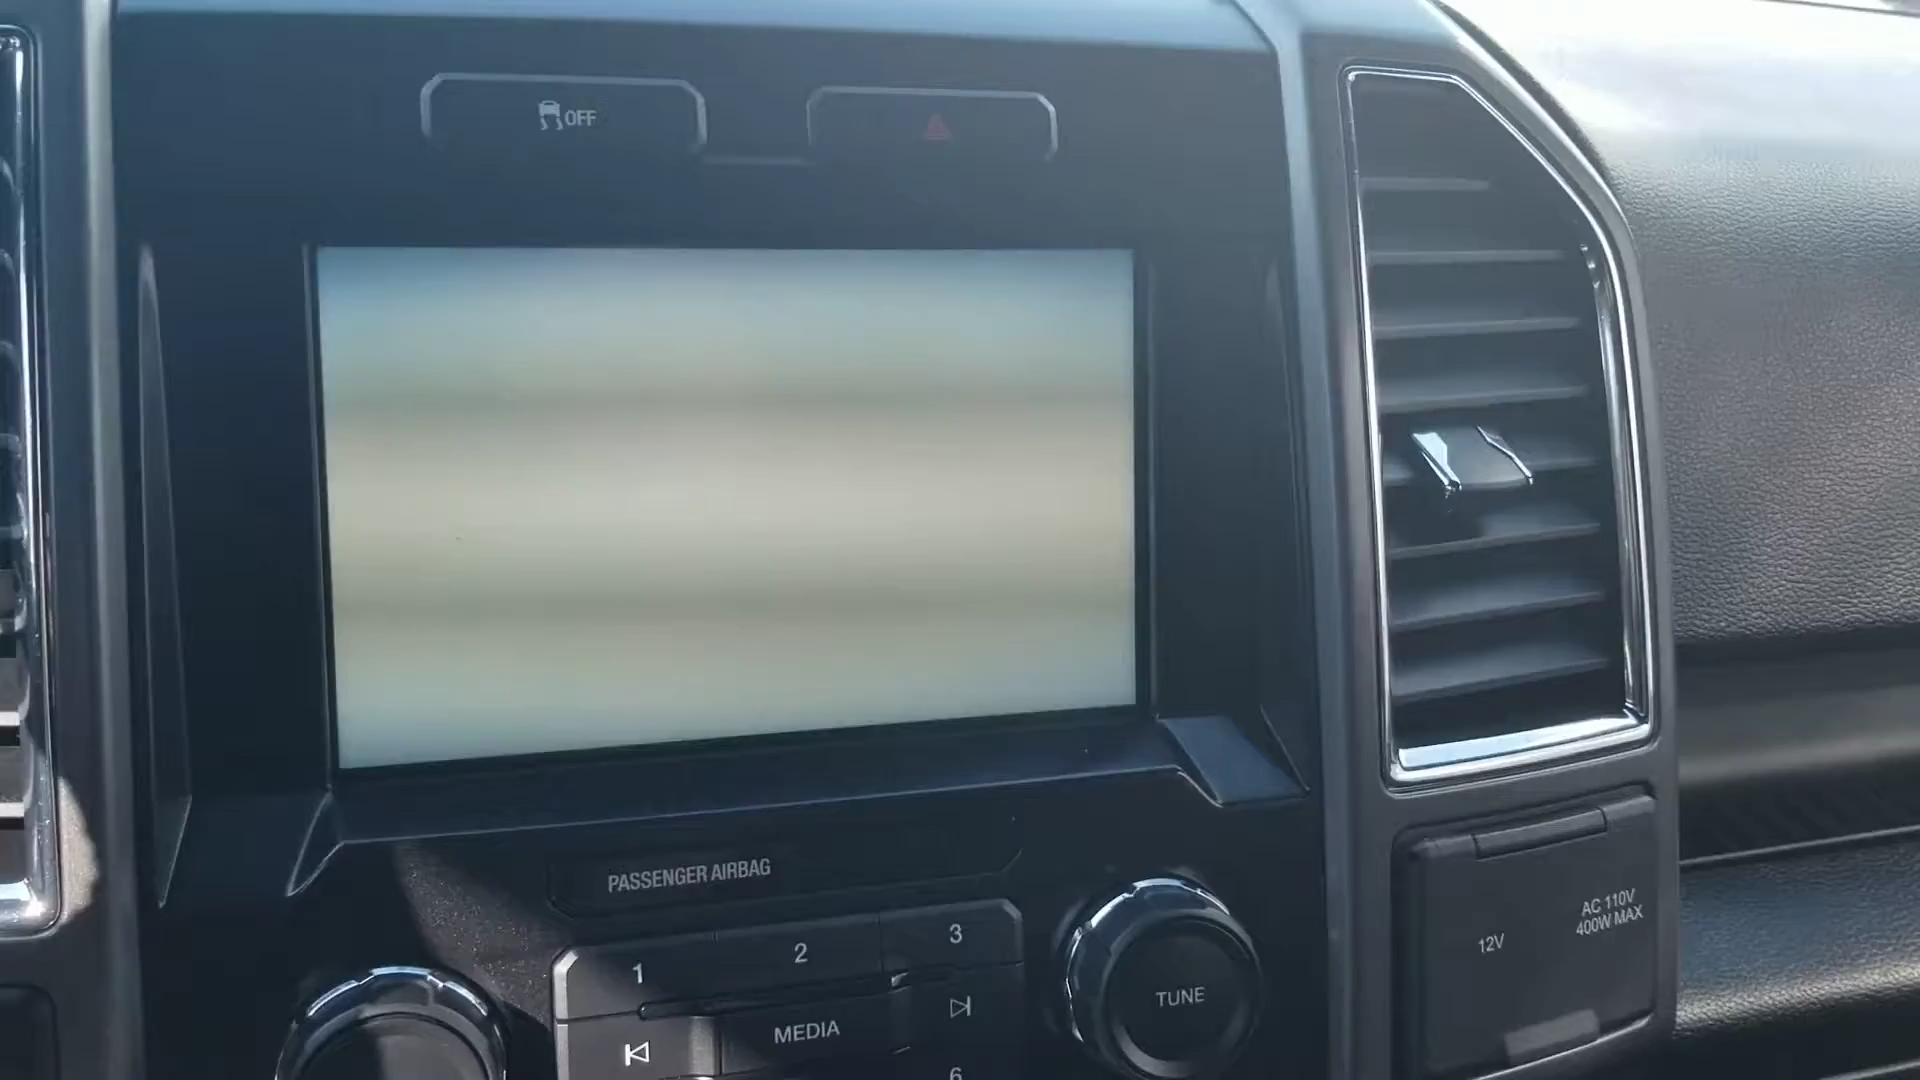 OFF
PASSENGER AIRBAG
1
2
3
MEDIA
6
TUNE
12V
AC 110V
400W MAX